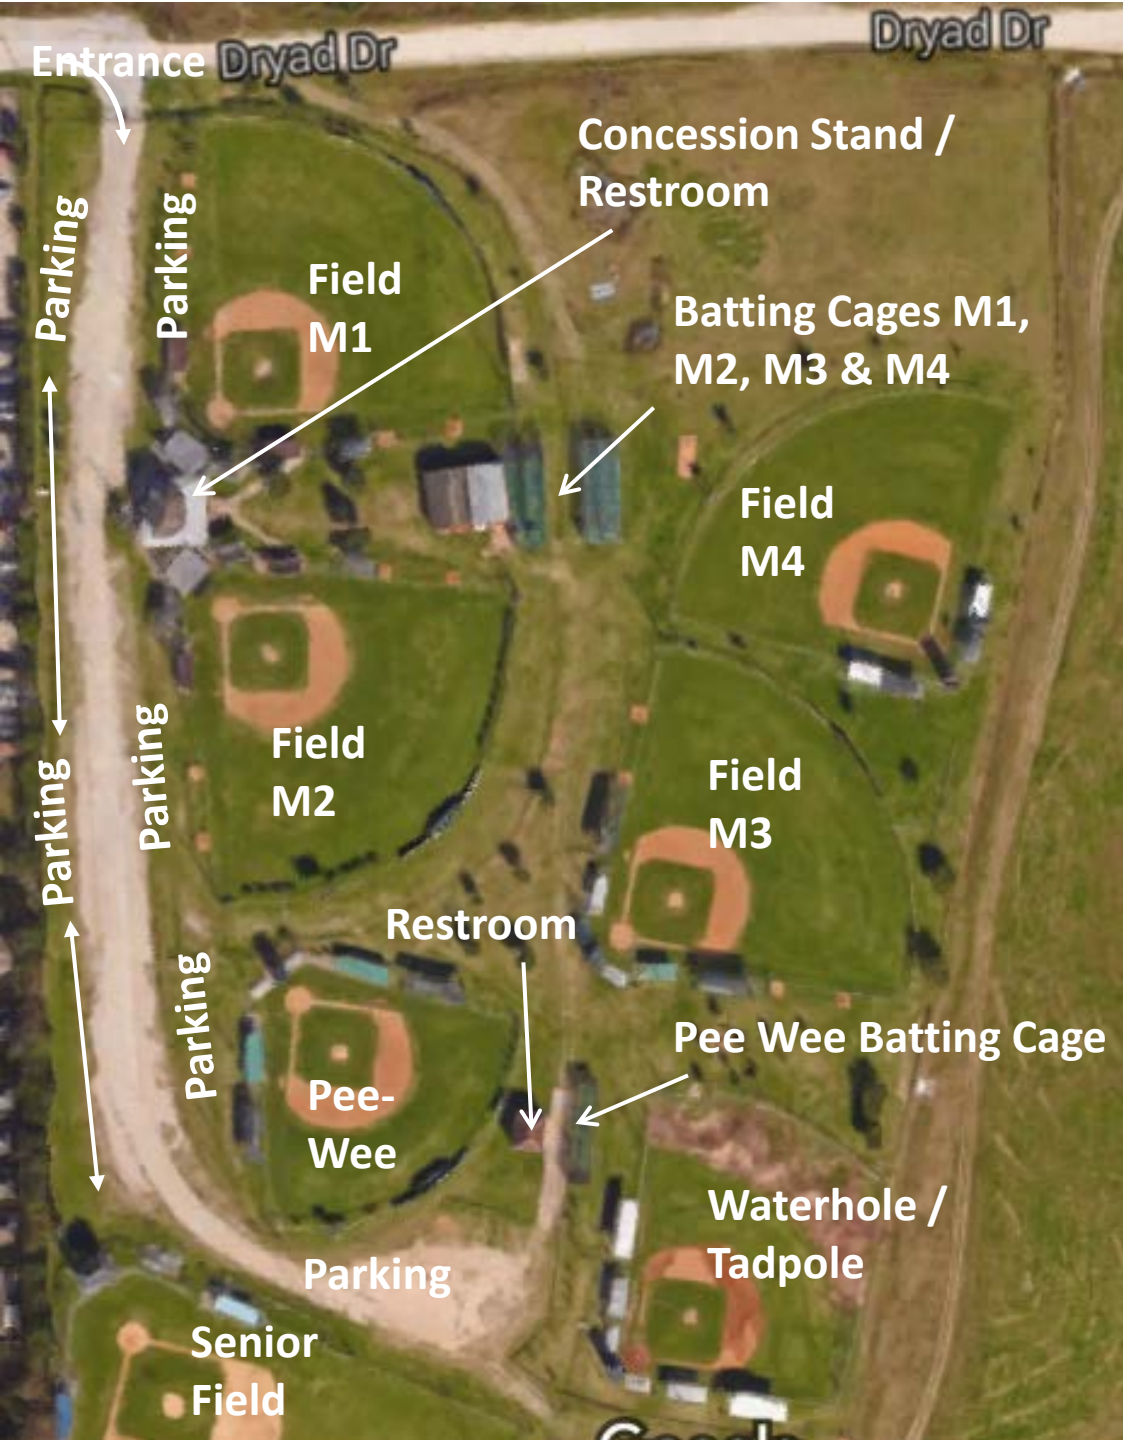 Entrance
Dryad Dr
Dryad Dr
Concession Stand /
Restroom
Parking
Parking
Field
M1
Batting Cages M1,
M2, M3 & M4
Field
M4
Field
M2
Parking
Parking
Field
M3
Restroom
Parking
Pee Wee Batting Cage
Pee-
Wee
Waterhole /
Tadpole
Parking
Senior
Field
Google